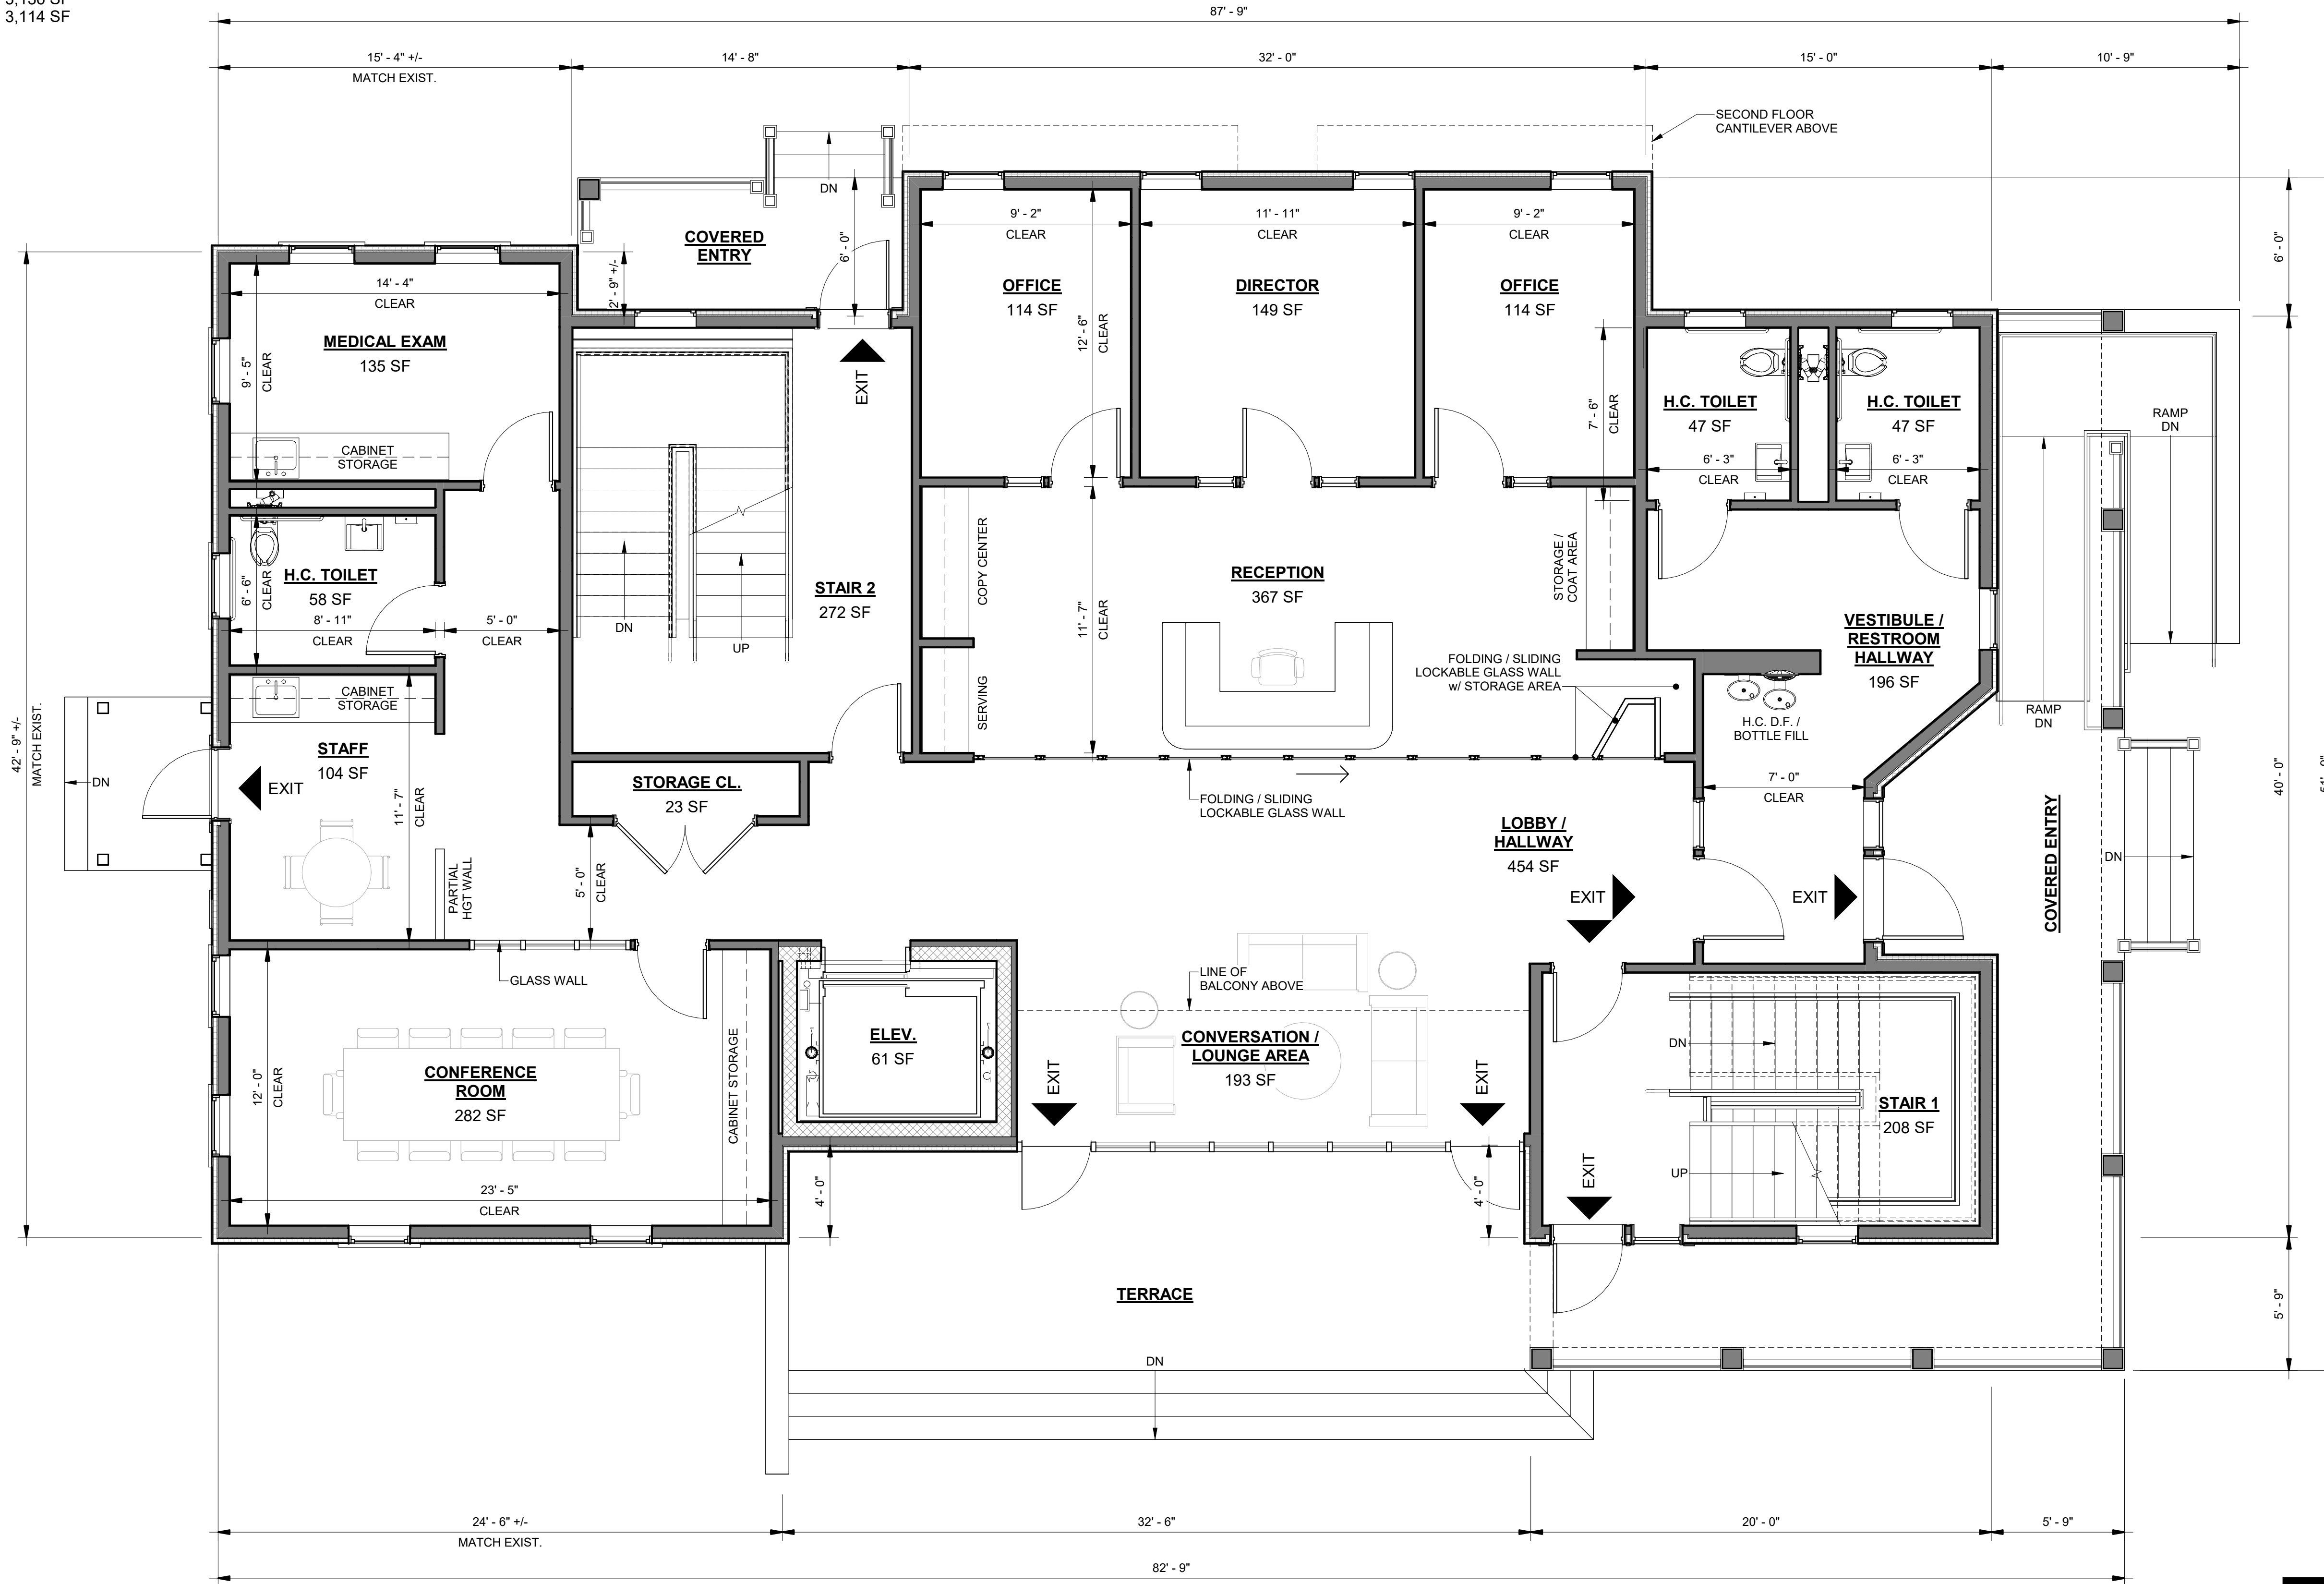 3,114 SF
87' - 9"
15' - 4" +/-
MATCH EXIST.
14' - 8"
32' - 0"
15' - 0"
10' - 9"
SECOND FLOOR
CANTILEVER ABOVE
DN
COVERED
ENTRY
6' - 0"
2' - 9" +/-
9' - 2"
CLEAR
12' - 6"
CLEAR
11' - 11"
CLEAR
9' - 2"
CLEAR
6' - 0"
14' - 4"
CLEAR
MEDICAL EXAM
135 SF
9' - 5"
CLEAR
CABINET
STORAGE
OFFICE
114 SF
DIRECTOR
149 SF
OFFICE
114 SF
EXIT
7' - 6"
CLEAR
H.C. TOILET
47 SF
6' - 3"
CLEAR
H.C. TOILET
47 SF
6' - 3"
CLEAR
RAMP
DN
H.C. TOILET
58 SF
6' - 6"
CLEAR
8' - 11"
CLEAR
5' - 0"
CLEAR
DN
UP
STAIR 2
272 SF
COPY CENTER
SERVING
11' - 7"
CLEAR
RECEPTION
367 SF
STORAGE /
COAT AREA
FOLDING / SLIDING
LOCKABLE GLASS WALL
w/ STORAGE AREA
VESTIBULE /
RESTROOM
HALLWAY
196 SF
H.C. D.F. /
BOTTLE FILL
RAMP
DN
42' - 9" +/-
MATCH EXIST.
DN
CABINET
STORAGE
STAFF
104 SF
EXIT
11' - 7"
CLEAR
PARTIAL
HGT WALL
STORAGE CL.
23 SF
5' - 0"
CLEAR
FOLDING / SLIDING
LOCKABLE GLASS WALL
7' - 0"
CLEAR
LOBBY /
HALLWAY
454 SF
EXIT
EXIT
COVERED ENTRY
DN
40' - 0"
GLASS WALL
LINE OF
BALCONY ABOVE
12' - 0"
CLEAR
CONFERENCE
ROOM
282 SF
CABINET STORAGE
23' - 5"
CLEAR
ELEV.
61 SF
EXIT
CONVERSATION /
LOUNGE AREA
193 SF
EXIT
DN
STAIR 1
208 SF
UP
EXIT
4' - 0"
4' - 0"
TERRACE
5' - 9"
DN
24' - 6" +/-
MATCH EXIST.
32' - 6"
20' - 0"
5' - 9"
82' - 9"